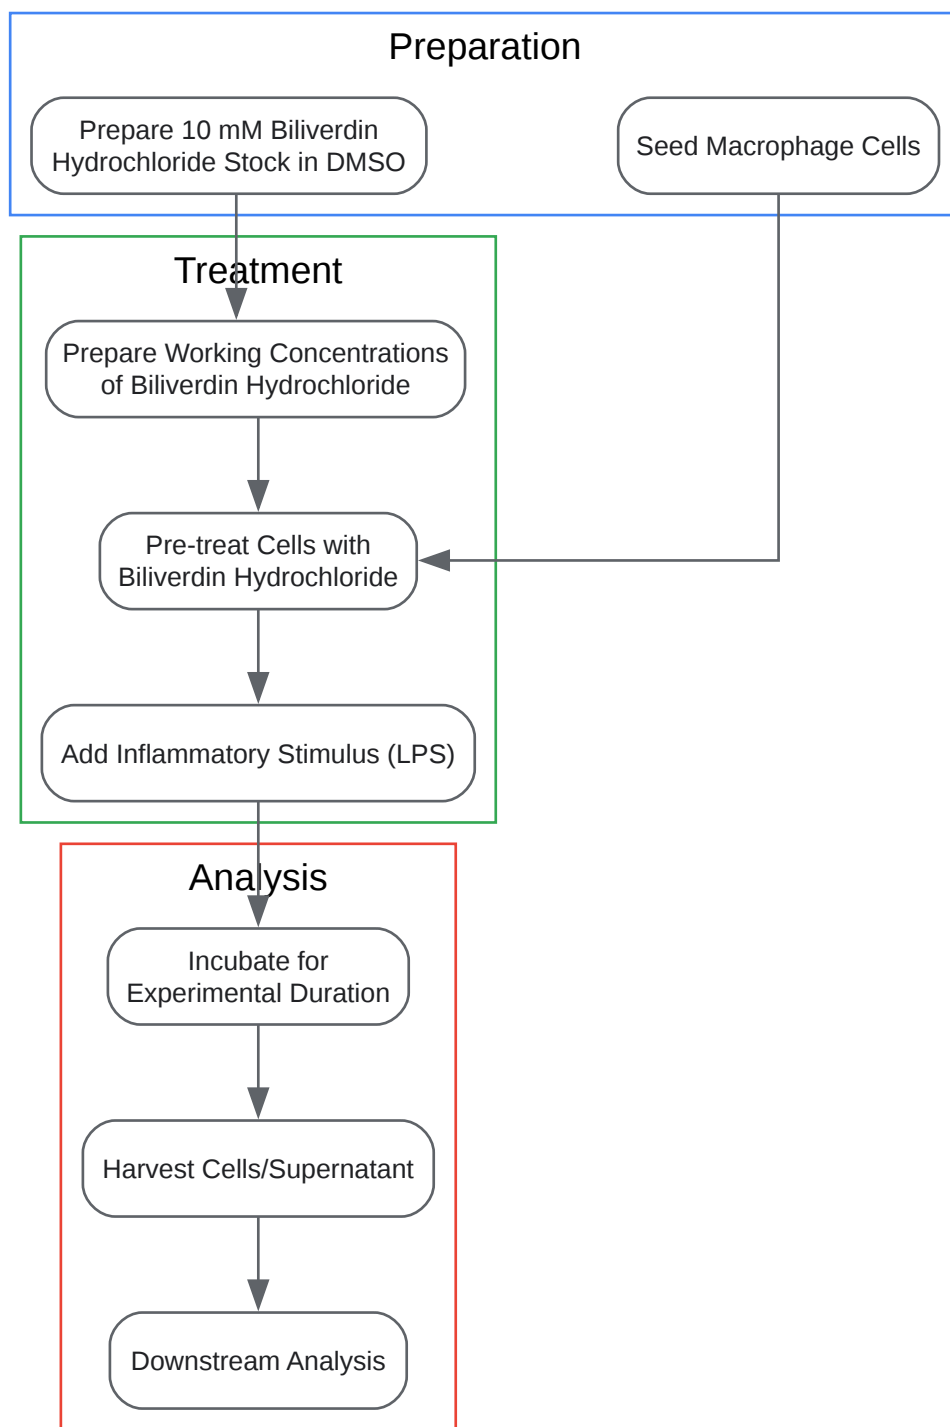 Preparation
Prepare 10 mM Biliverdin
Hydrochloride Stock in DMSO
Seed Macrophage Cells
Treatment
Prepare Working Concentrations
of Biliverdin Hydrochloride
Pre-treat Cells with
Biliverdin Hydrochloride
Add Inflammatory Stimulus (LPS)
Analysis
Incubate for
Experimental Duration
Harvest Cells/Supernatant
Downstream Analysis